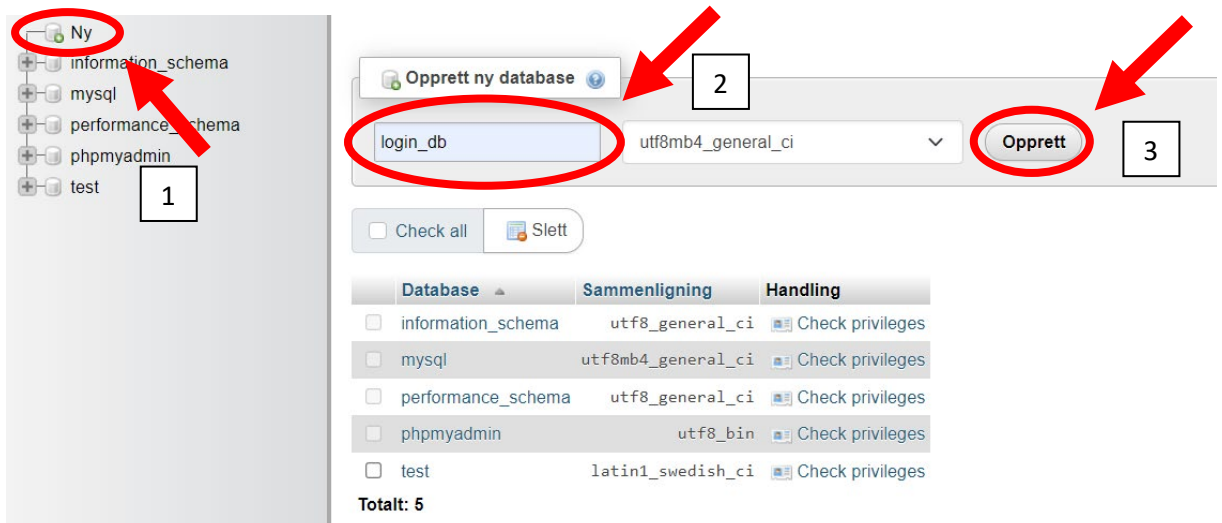 Ny
information_schema
mysql
performance_schema
phpmyadmin
test
1
Opprett ny database
2
login_db
utf8mb4_general_ci
Opprett
3
Check all
Slett
Database Sammenligning Handling
information_schema utf8_general_ci Check privileges
mysql utf8mb4_general_ci Check privileges
performance_schema utf8_general_ci Check privileges
phpmyadmin utf8_bin Check privileges
test latin1_swedish_ci Check privileges
Totalt: 5